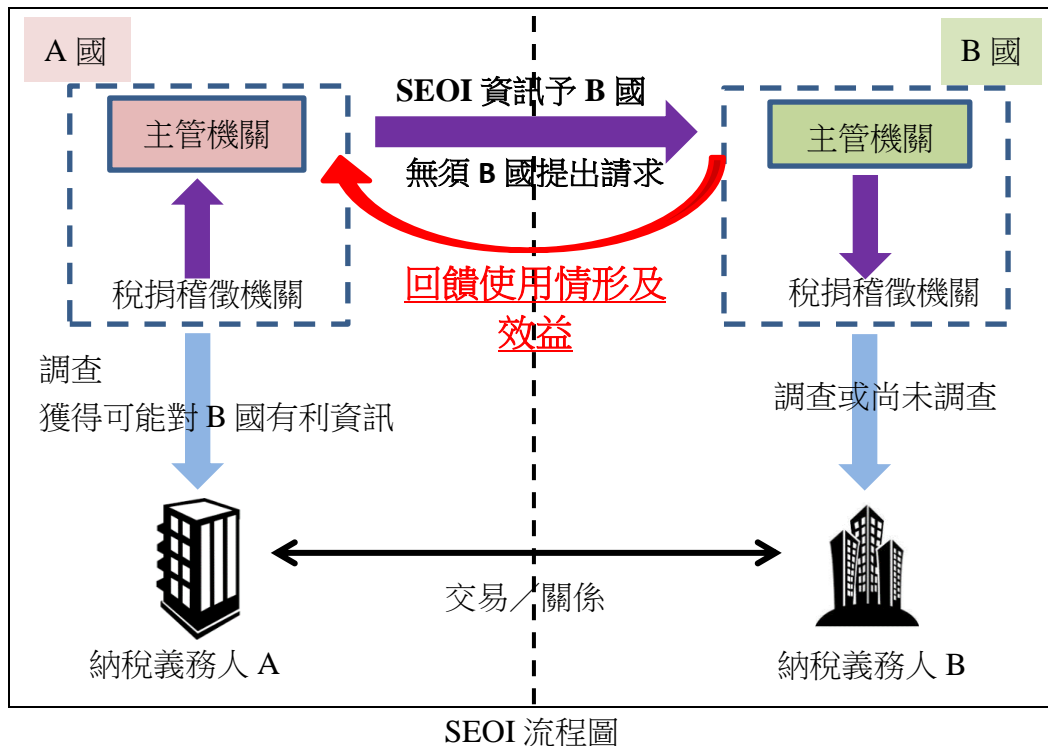 A 國
B 國
SEOI 資訊予 B 國
無須 B 國提出請求
主管機關
主管機關
回饋使用情形及
效益
稅捐稽徵機關
稅捐稽徵機關
調查
獲得可能對 B 國有利資訊
調查或尚未調查
交易／關係
納稅義務人 A
納稅義務人 B
SEOI 流程圖